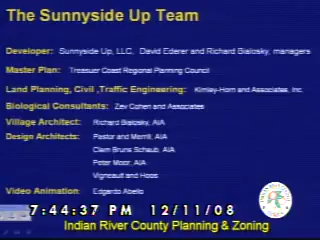 The Sunnyside Up Team
Developer: Sunnyside Up, LLC, David Ederer and Richard Bialosky, managers
Master Plan: Treasure Coast Regional Planning Council
Land Planning, Civil ,Traffic Engineering: Kimley-Horn and Associates, Inc.
Biological Consultants: Zev Cohen and Associates
Village Architect: Richard Bialosky, AIA
Design Architects: Pastor and Merrill, AIA
Clem Bruns Schaub, AIA
Peter Moor, AIA
Vigneault and Hoos
Video Animation: Edgardo Abello
7:44:37 PM 12/11/08
Indian River County Planning & Zoning